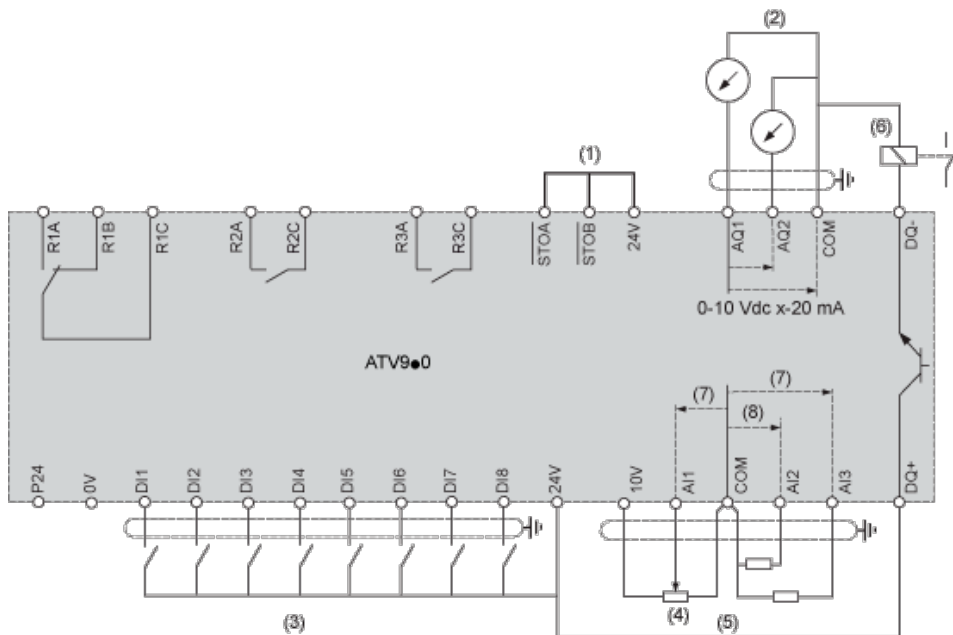 (2)
(6)
(1)
R1A R1B R1C R2A R2C R3A R3C STOA STOB 24V AQ1 AQ2 COM DQ-
0-10 Vdc x-20 mA
ATV9●0
(7) (7)
(8)
P24 0V DI1 DI2 DI3 DI4 DI5 DI6 DI7 DI8 24V 10V AI1 COM AI2 AI3 DQ+
(3) (4) (5)